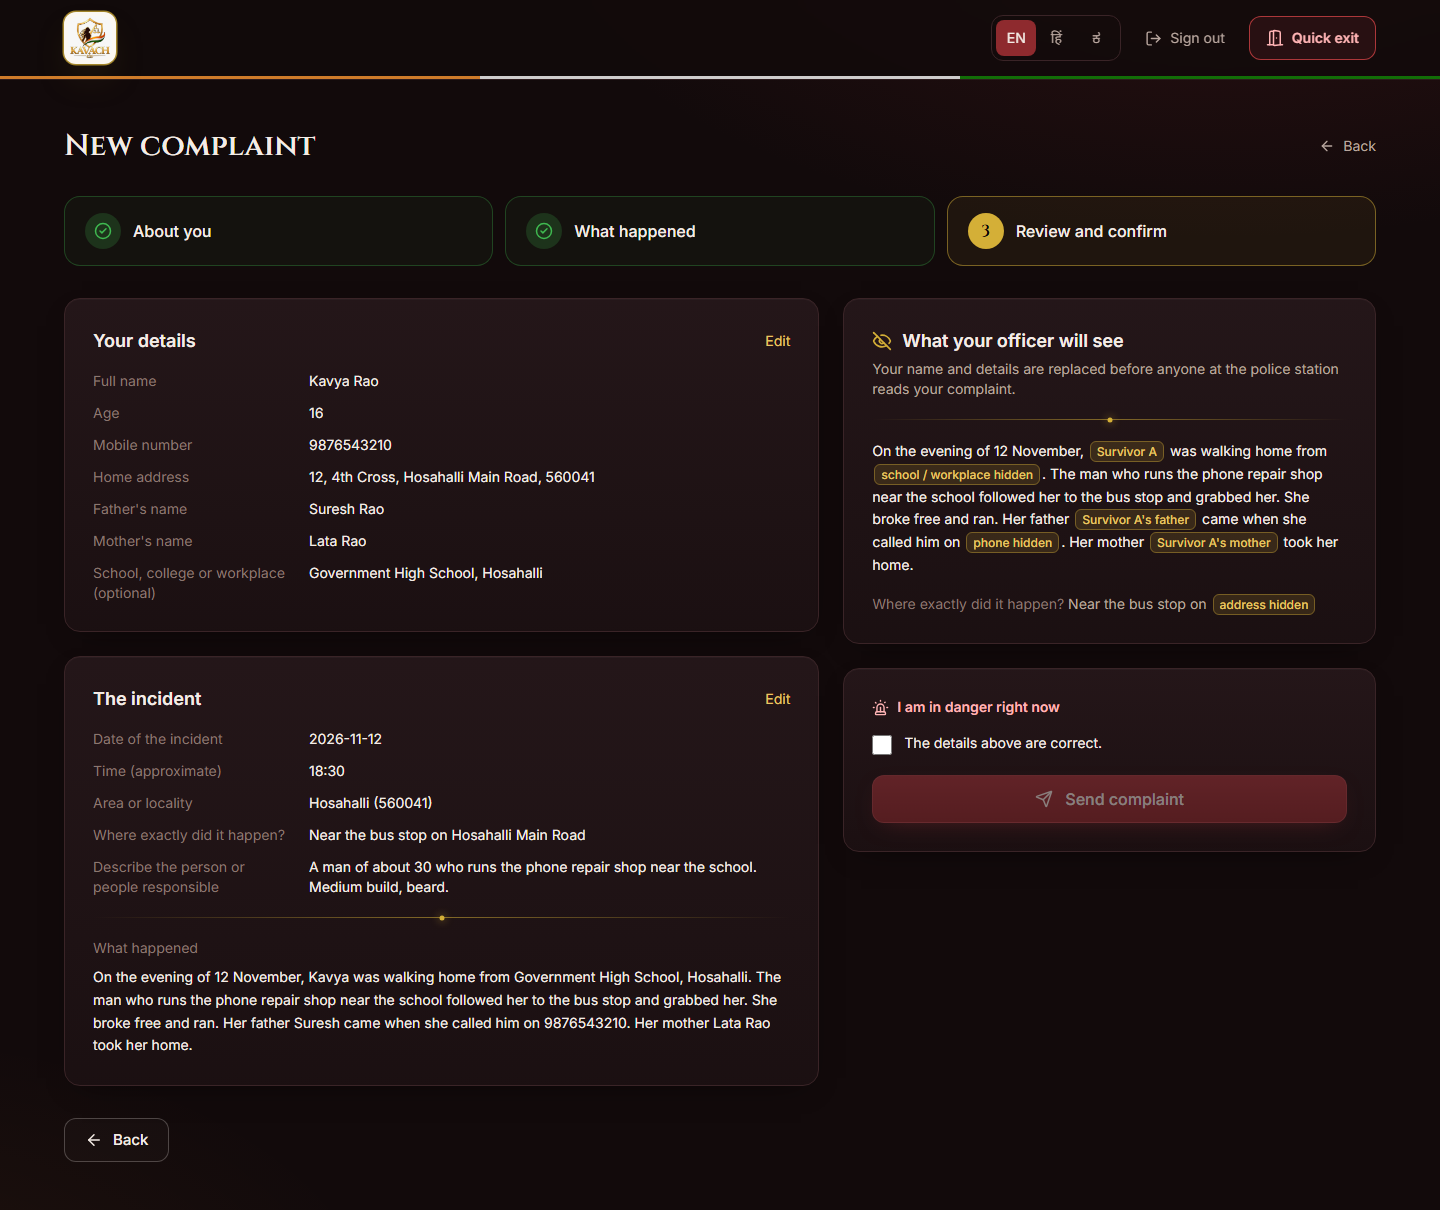 KAVACH
EN
हिं
ಕ
Sign out
Quick exit
New complaint
Back
About you
What happened
3
Review and confirm
Your details
Edit
Full name
Kavya Rao
Age
16
Mobile number
9876543210
Home address
12, 4th Cross, Hosahalli Main Road, 560041
Father's name
Suresh Rao
Mother's name
Lata Rao
School, college or workplace
(optional)
Government High School, Hosahalli
The incident
Edit
Date of the incident
2026-11-12
Time (approximate)
18:30
Area or locality
Hosahalli (560041)
Where exactly did it happen?
Near the bus stop on Hosahalli Main Road
Describe the person or
people responsible
A man of about 30 who runs the phone repair shop near the school.
Medium build, beard.
What happened
On the evening of 12 November, Kavya was walking home from Government High School, Hosahalli. The
man who runs the phone repair shop near the school followed her to the bus stop and grabbed her. She
broke free and ran. Her father Suresh came when she called him on 9876543210. Her mother Lata Rao
took her home.
Back
What your officer will see
Your name and details are replaced before anyone at the police station
reads your complaint.
On the evening of 12 November, Survivor A was walking home from
school / workplace hidden. The man who runs the phone repair shop
near the school followed her to the bus stop and grabbed her. She
broke free and ran. Her father Survivor A's father came when she
called him on phone hidden. Her mother Survivor A's mother took her
home.
Where exactly did it happen? Near the bus stop on address hidden
I am in danger right now
The details above are correct.
Send complaint